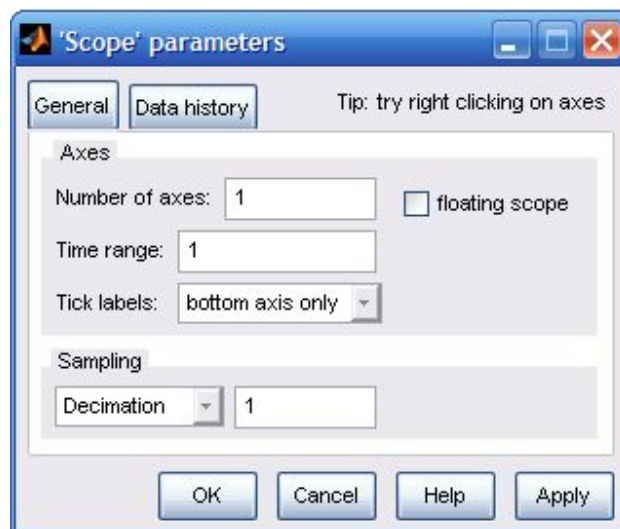 'Scope' parameters
General Data history Tip: try right clicking on axes
Axes
Number of axes: 1 floating scope
Time range: 1
Tick labels: bottom axis only
Sampling
Decimation 1
OK Cancel Help Apply